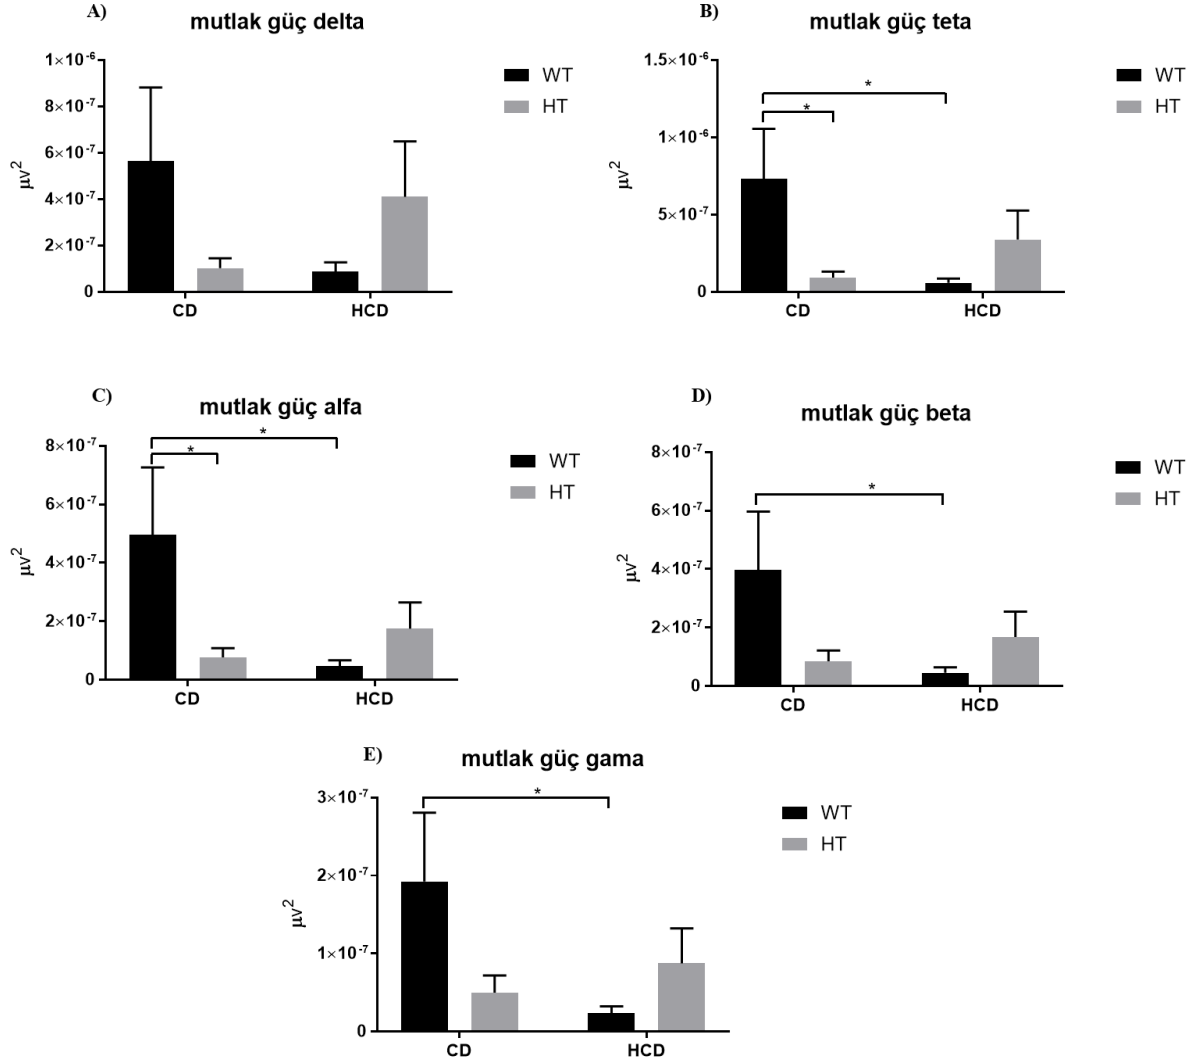 A)
mutlak güç delta
1×10⁻⁶
8×10⁻⁷
6×10⁻⁷
4×10⁻⁷
2×10⁻⁷
0
μv²
CD
HCD
WT
HT
B)
mutlak güç teta
1.5×10⁻⁶
1×10⁻⁶
5×10⁻⁷
0
μv²
*
*
CD
HCD
WT
HT
C)
mutlak güç alfa
8×10⁻⁷
6×10⁻⁷
4×10⁻⁷
2×10⁻⁷
0
μv²
*
*
CD
HCD
WT
HT
D)
mutlak güç beta
8×10⁻⁷
6×10⁻⁷
4×10⁻⁷
2×10⁻⁷
0
μv²
*
CD
HCD
WT
HT
E)
mutlak güç gama
3×10⁻⁷
2×10⁻⁷
1×10⁻⁷
0
μv²
*
CD
HCD
WT
HT